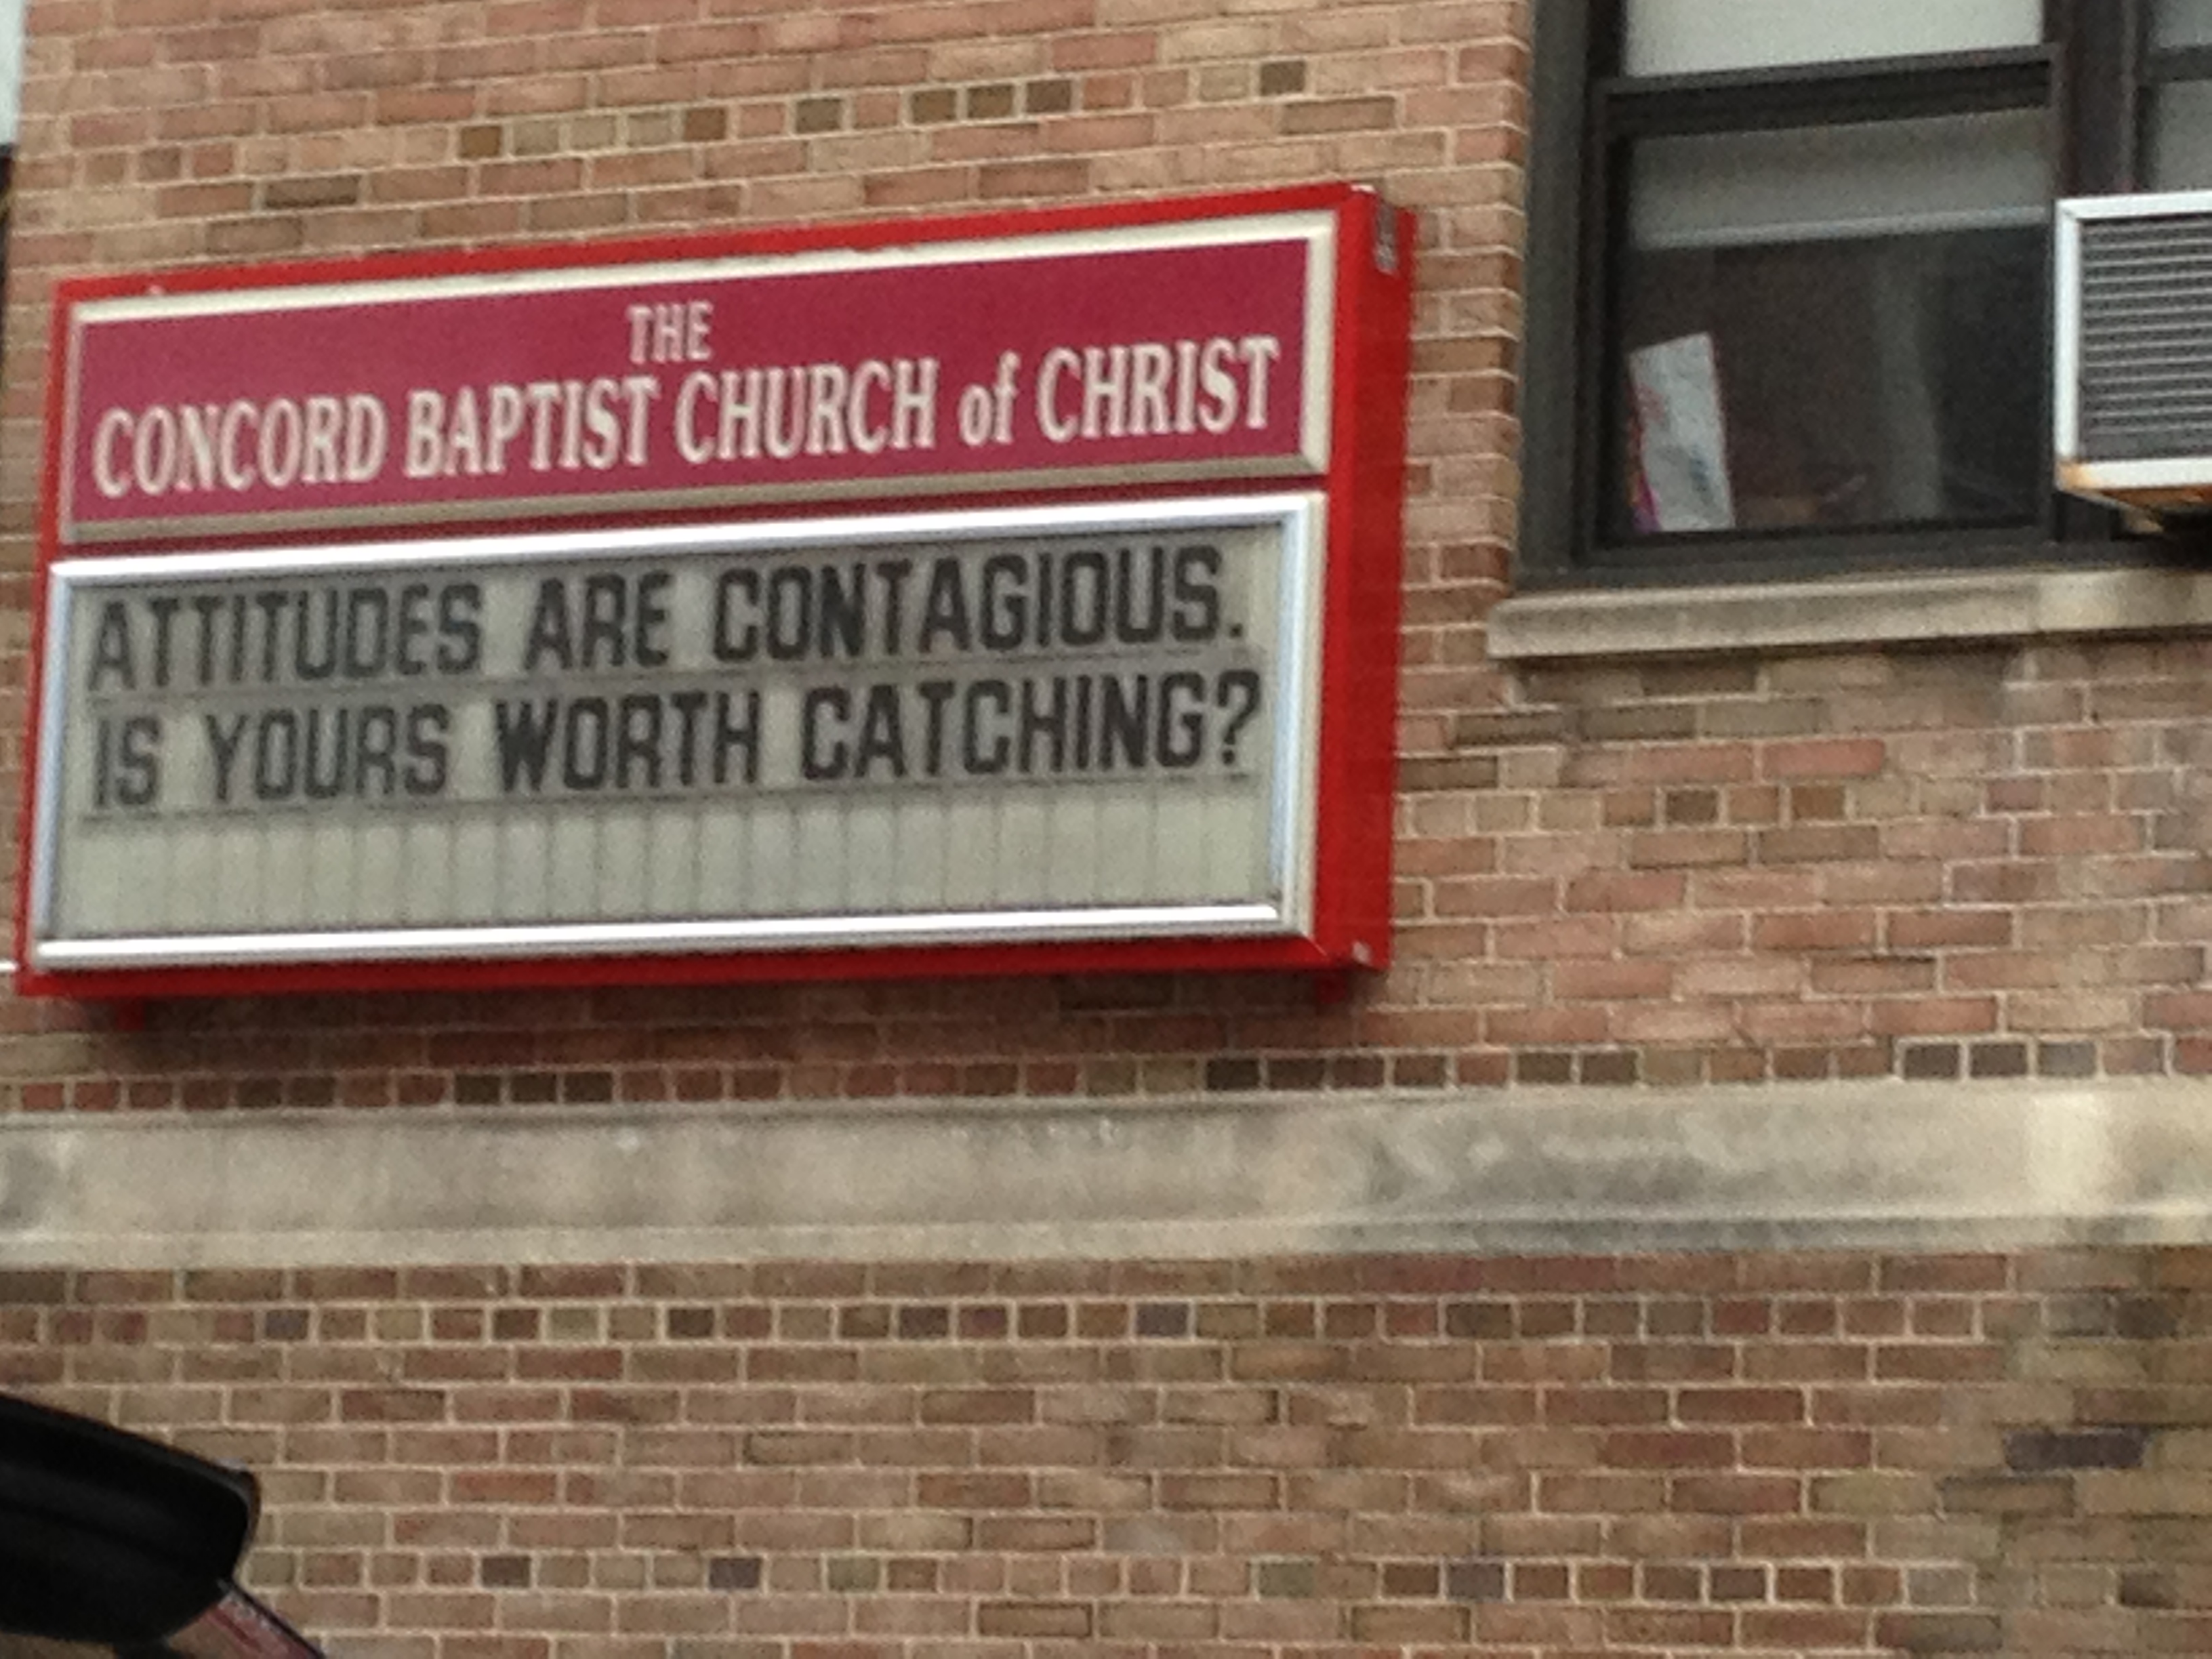 THE
CONCORD BAPTIST CHURCH of CHRIST
ATTITUDES ARE CONTAGIOUS.
IS YOURS WORTH CATCHING?